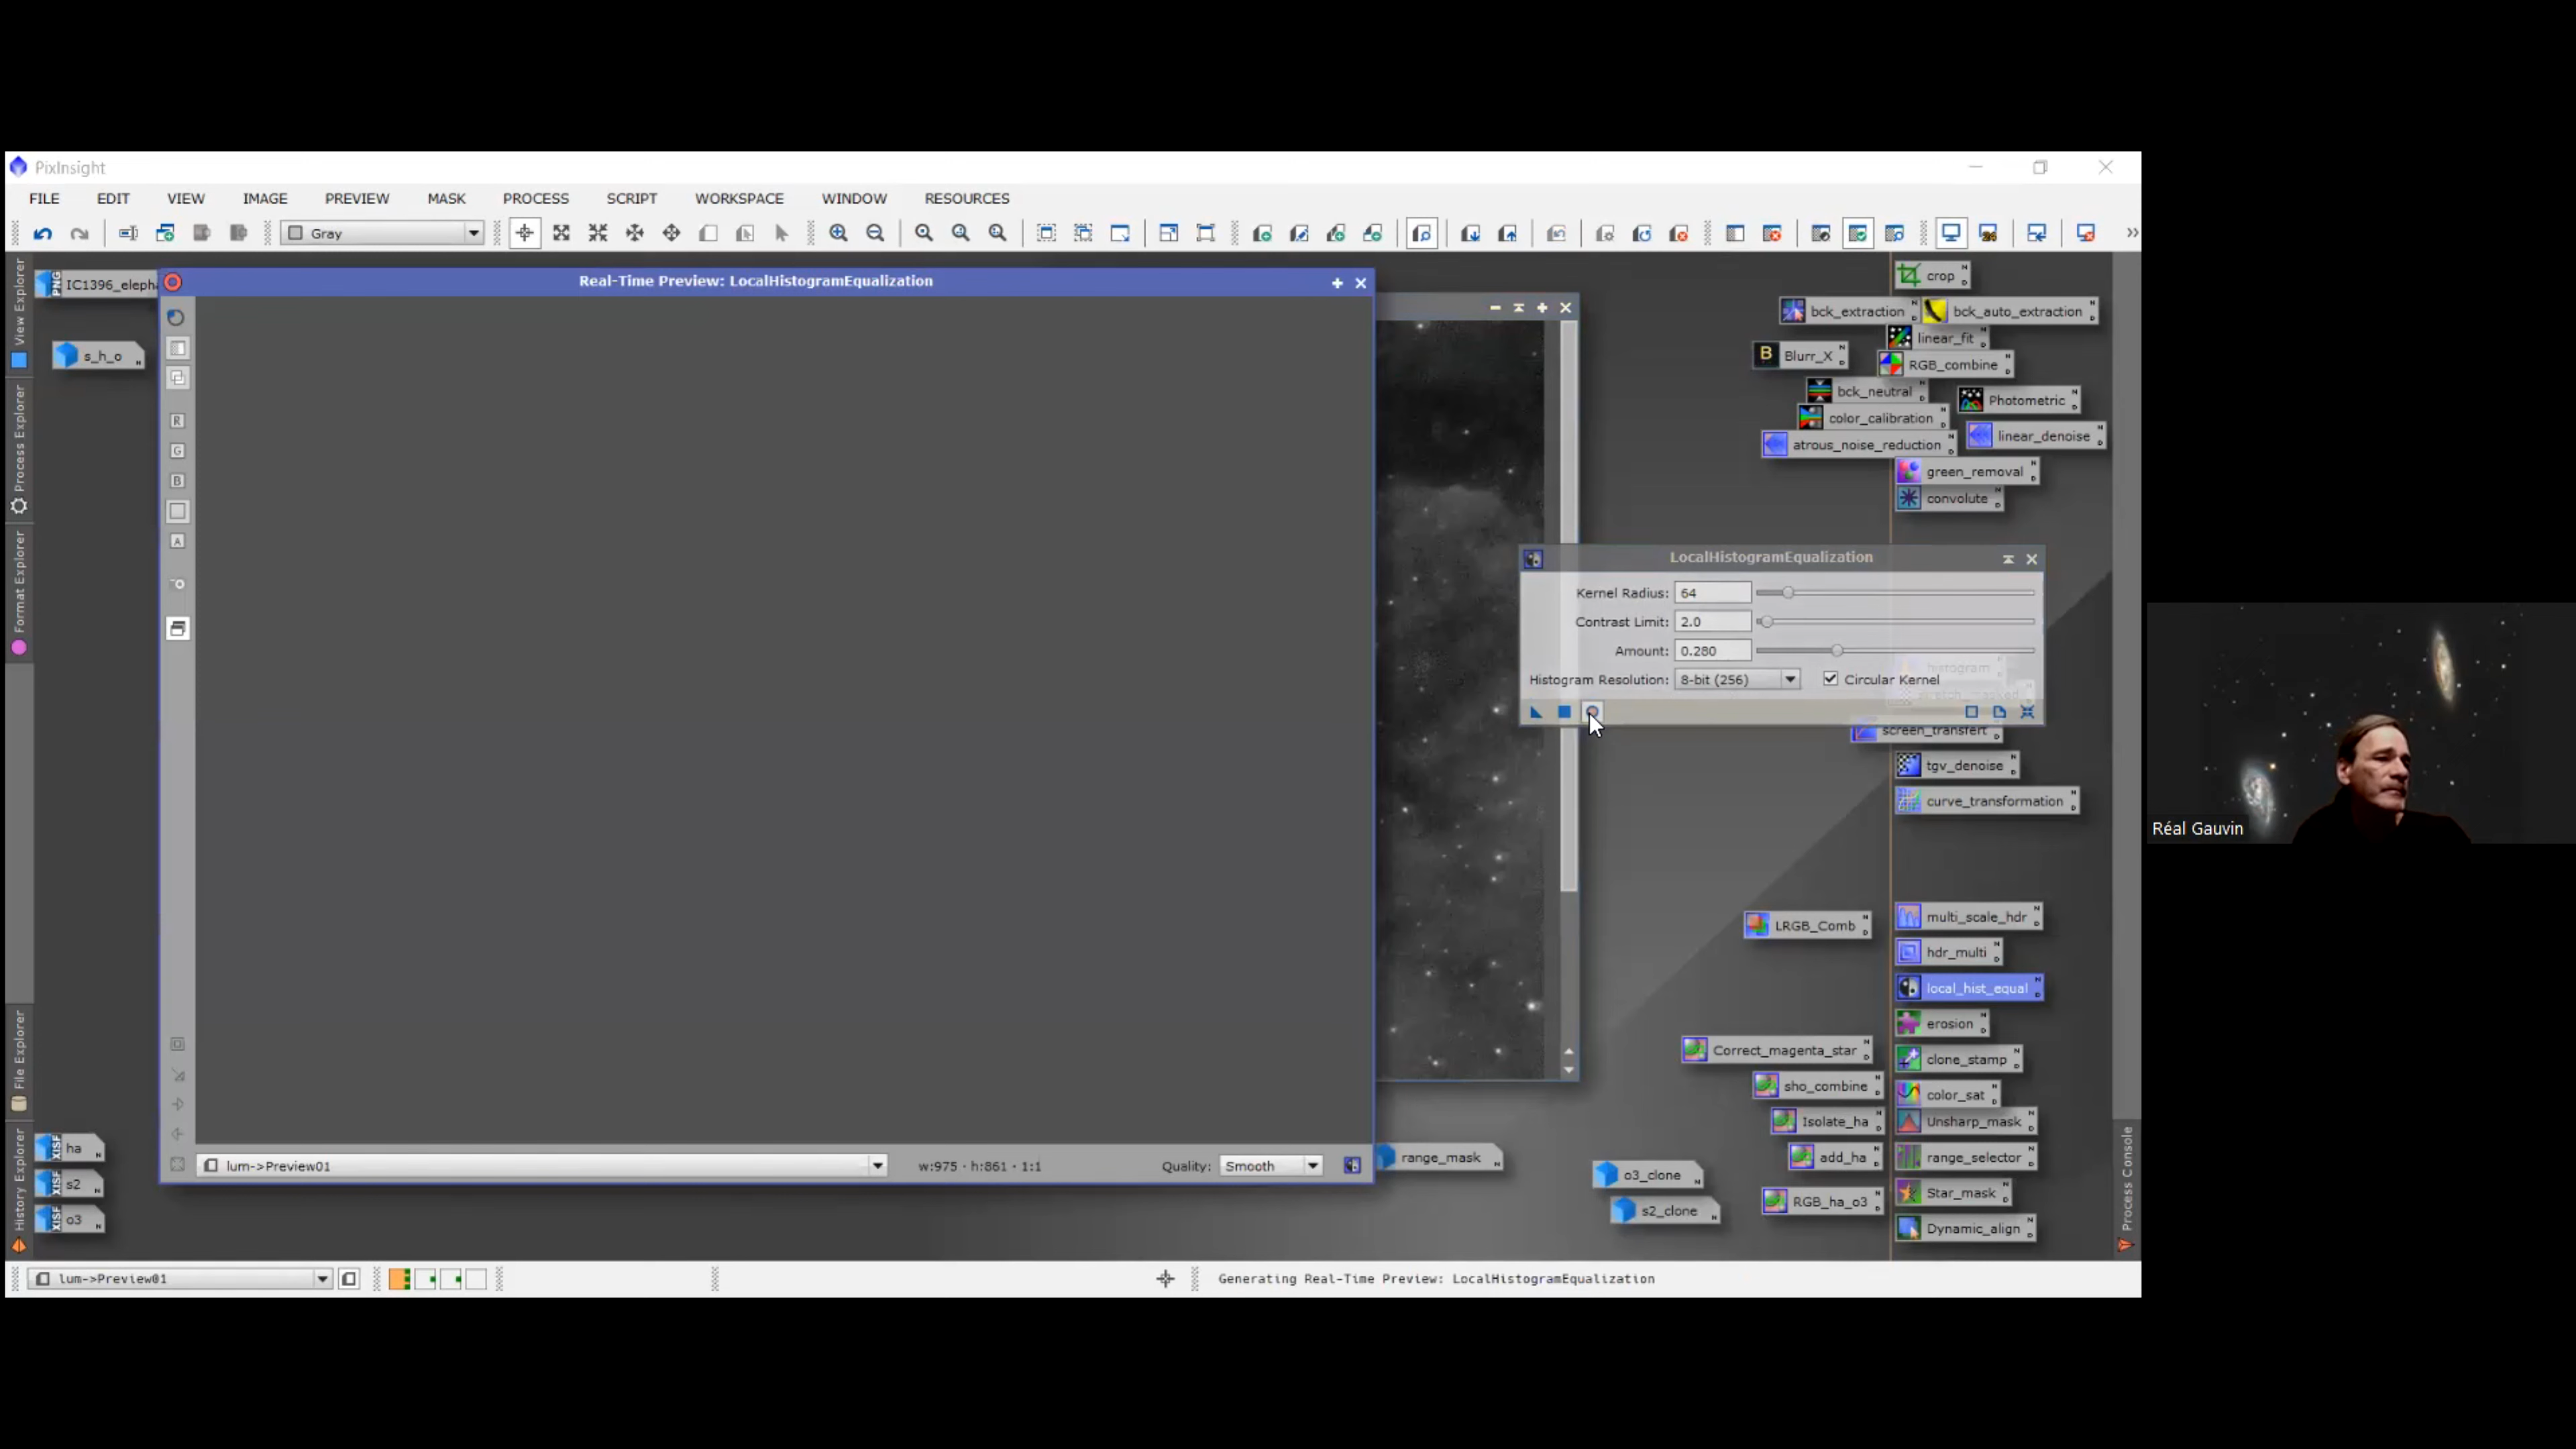 PixInsight
FILE EDIT VIEW IMAGE PREVIEW MASK PROCESS SCRIPT WORKSPACE WINDOW RESOURCES
Gray
View Explorer
Process Explorer
Format Explorer
File Explorer
History Explorer
PNG
s_h_o
XISF ha
XISF s2
XISF o3
Real-Time Preview: LocalHistogramEqualization
R
G
B
A
lum->Preview01
w:975 · h:861 · 1:1
Quality: Smooth
LocalHistogramEqualization
Kernel Radius: 64
Contrast Limit: 2.0
Amount: 0.280
Histogram Resolution: 8-bit (256) Circular Kernel
crop
bck_extraction
bck_auto_extraction
linear_fit
B Blurr_X
RGB_combine
bck_neutral
Photometric
color_calibration
linear_denoise
atrous_noise_reduction
green_removal
convolute
histogram
screen_transfert
tgv_denoise
curve_transformation
multi_scale_hdr
LRGB_Comb
hdr_multi
local_hist_equal
erosion
Correct_magenta_star
clone_stamp
sho_combine
color_sat
Isolate_ha
Unsharp_mask
add_ha
range_selector
range_mask
o3_clone
s2_clone
Star_mask
RGB_ha_o3
Dynamic_align
Process Console
lum->Preview01
Generating Real-Time Preview: LocalHistogramEqualization
Réal Gauvin